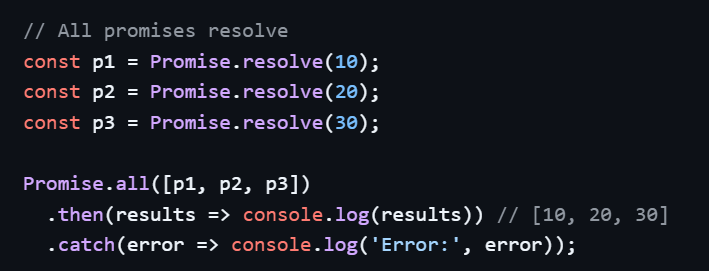 // All promises resolve
const p1 = Promise.resolve(10);
const p2 = Promise.resolve(20);
const p3 = Promise.resolve(30);

Promise.all([p1, p2, p3])
  .then(results => console.log(results)) // [10, 20, 30]
  .catch(error => console.log('Error:', error));